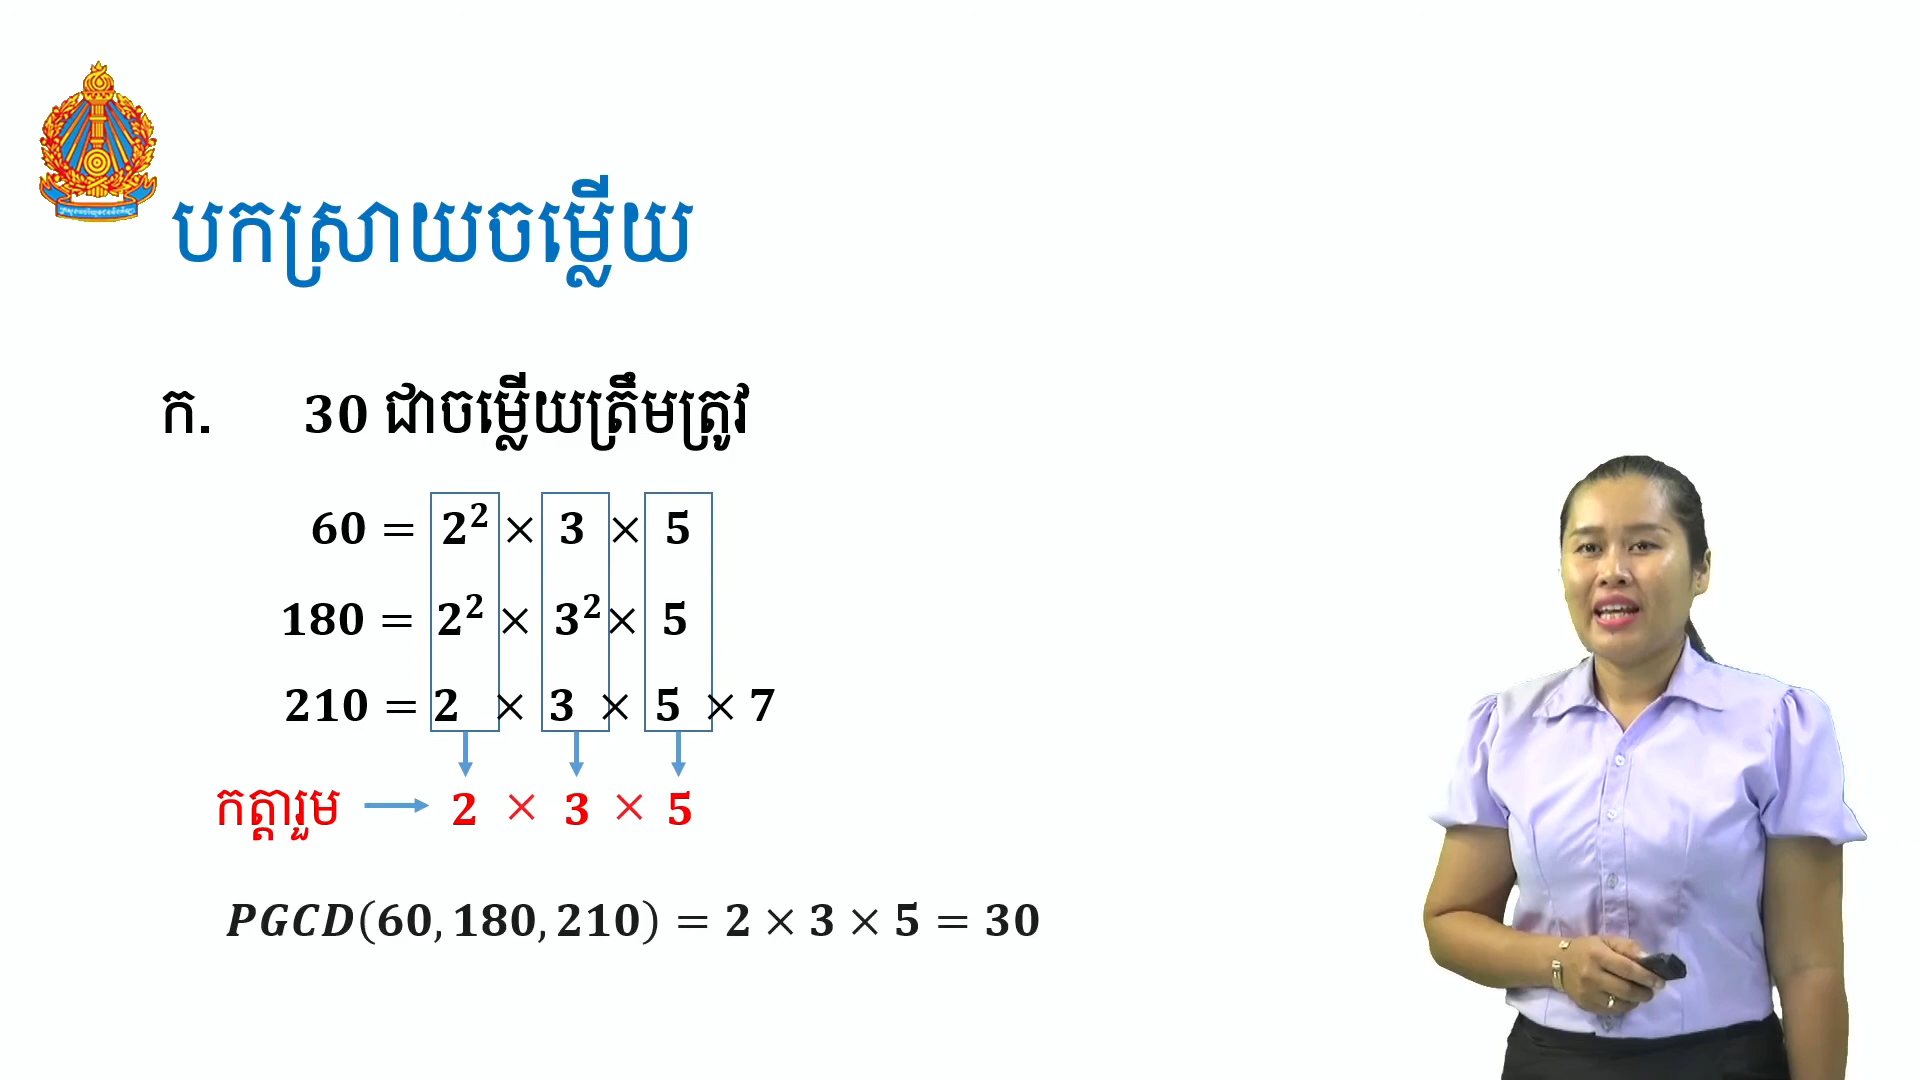 បកស្រាយចម្លើយ
ក. 30 ជាចម្លើយត្រឹមត្រូវ
60 = 2² × 3 × 5
180 = 2² × 3² × 5
210 = 2 × 3 × 5 × 7
កត្តារួម → 2 × 3 × 5
PGCD(60, 180, 210) = 2 × 3 × 5 = 30